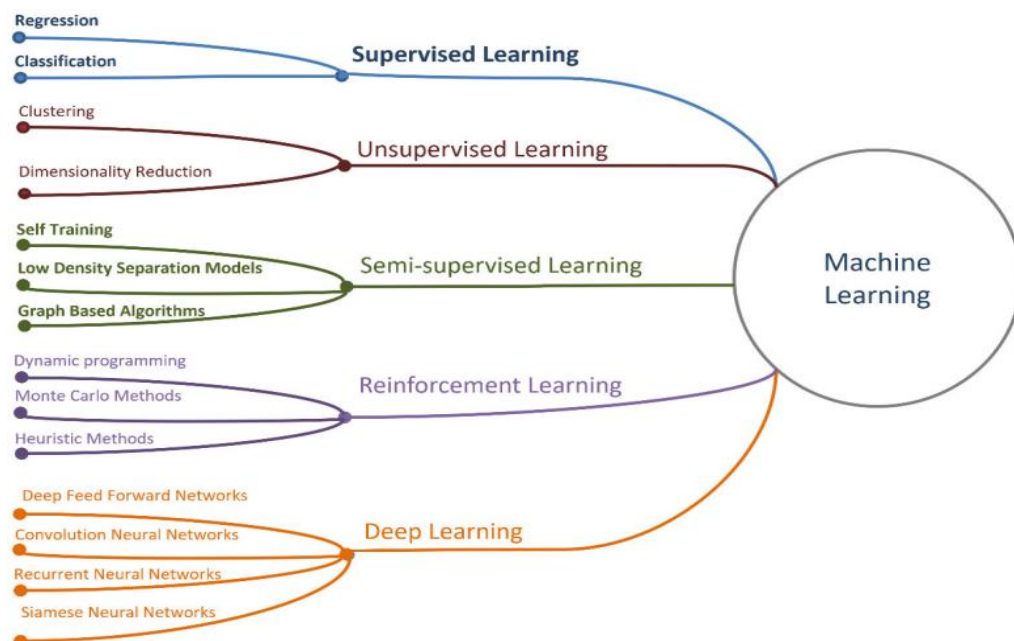 Regression
Classification
Supervised Learning
Clustering
Dimensionality Reduction
Unsupervised Learning
Self Training
Low Density Separation Models
Graph Based Algorithms
Semi-supervised Learning
Dynamic programming
Monte Carlo Methods
Heuristic Methods
Reinforcement Learning
Deep Feed Forward Networks
Convolution Neural Networks
Recurrent Neural Networks
Siamese Neural Networks
Deep Learning
Machine
Learning